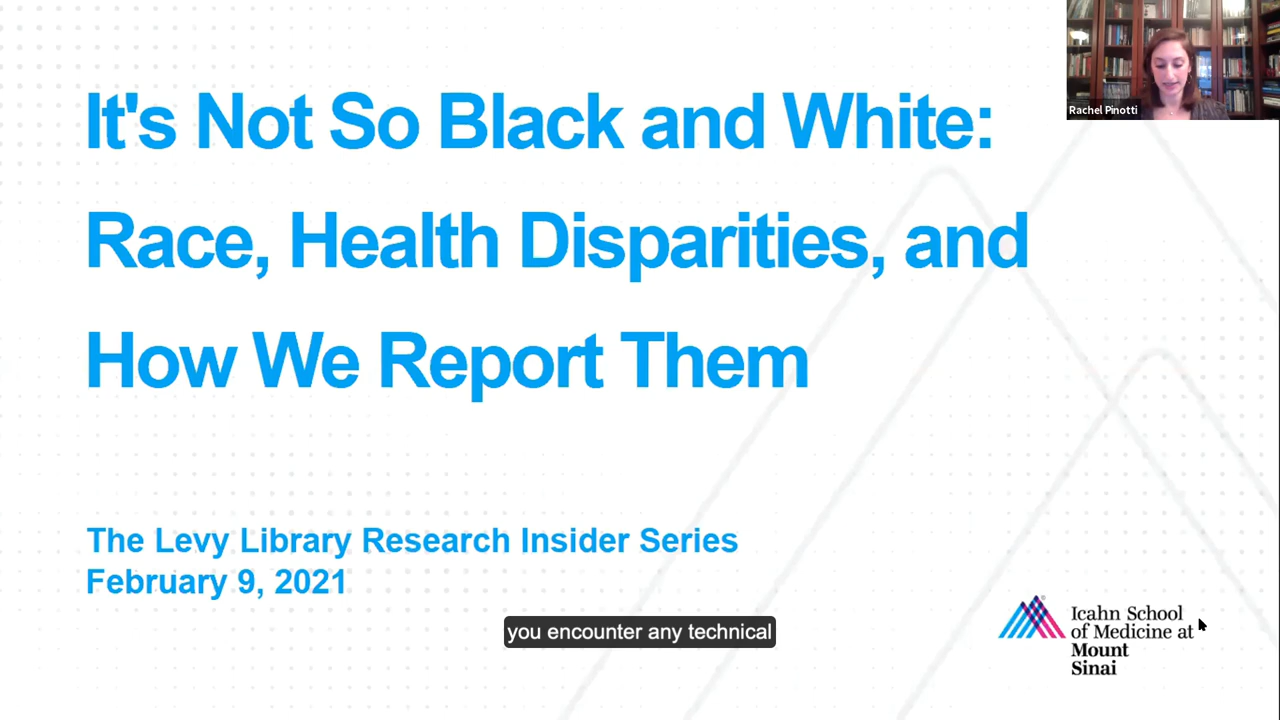 Rachel Pinotti
It's Not So Black and White:
Race, Health Disparities, and
How We Report Them
The Levy Library Research Insider Series
February 9, 2021
you encounter any technical
Icahn School
of Medicine at
Mount
Sinai